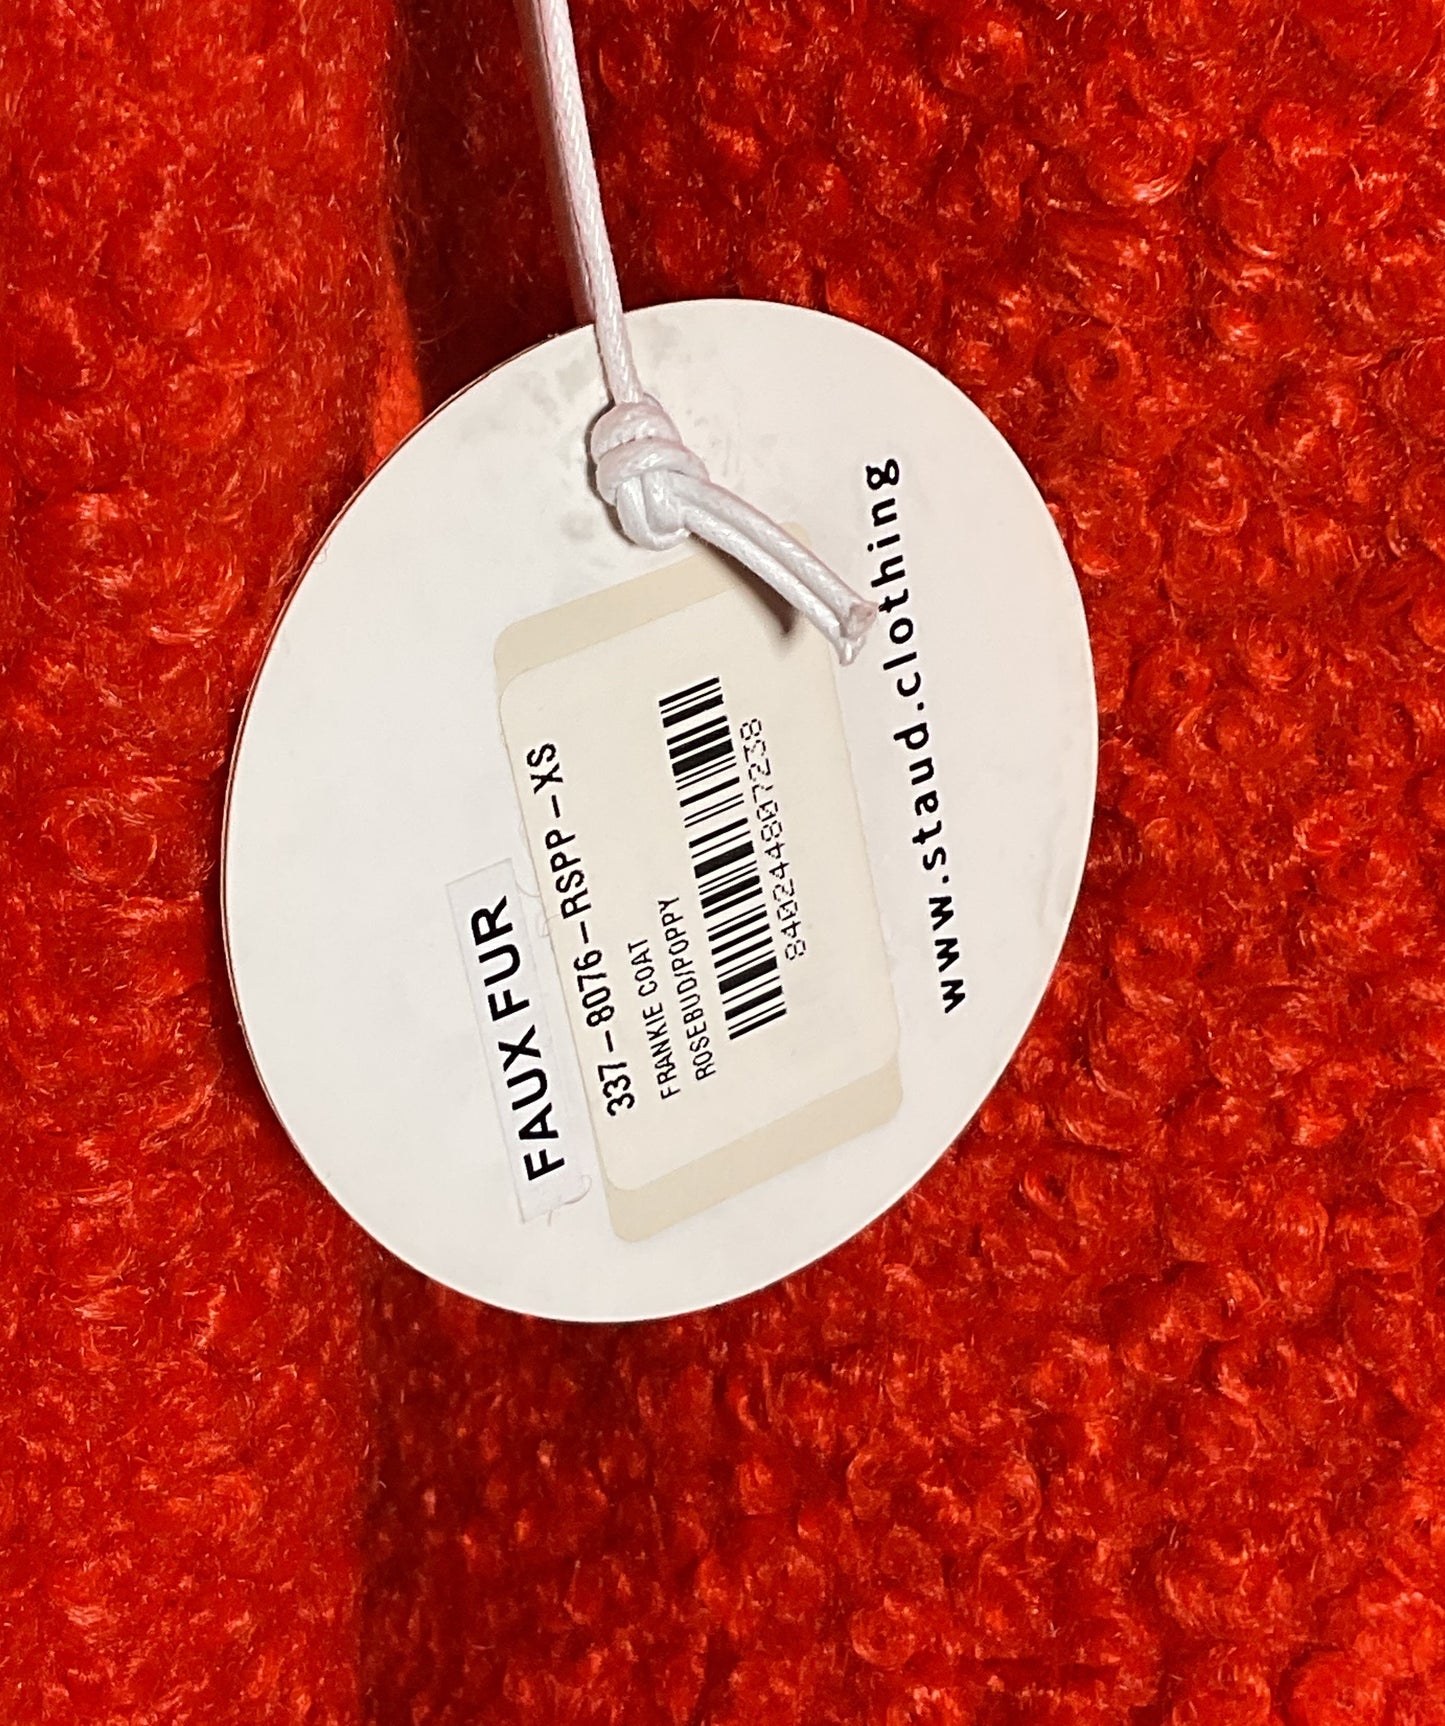 FAUX FUR
337-8076-RSPP-XS
FRANKIE COAT
ROSEBUD/POPPY
840244807238
www.staud.clothing